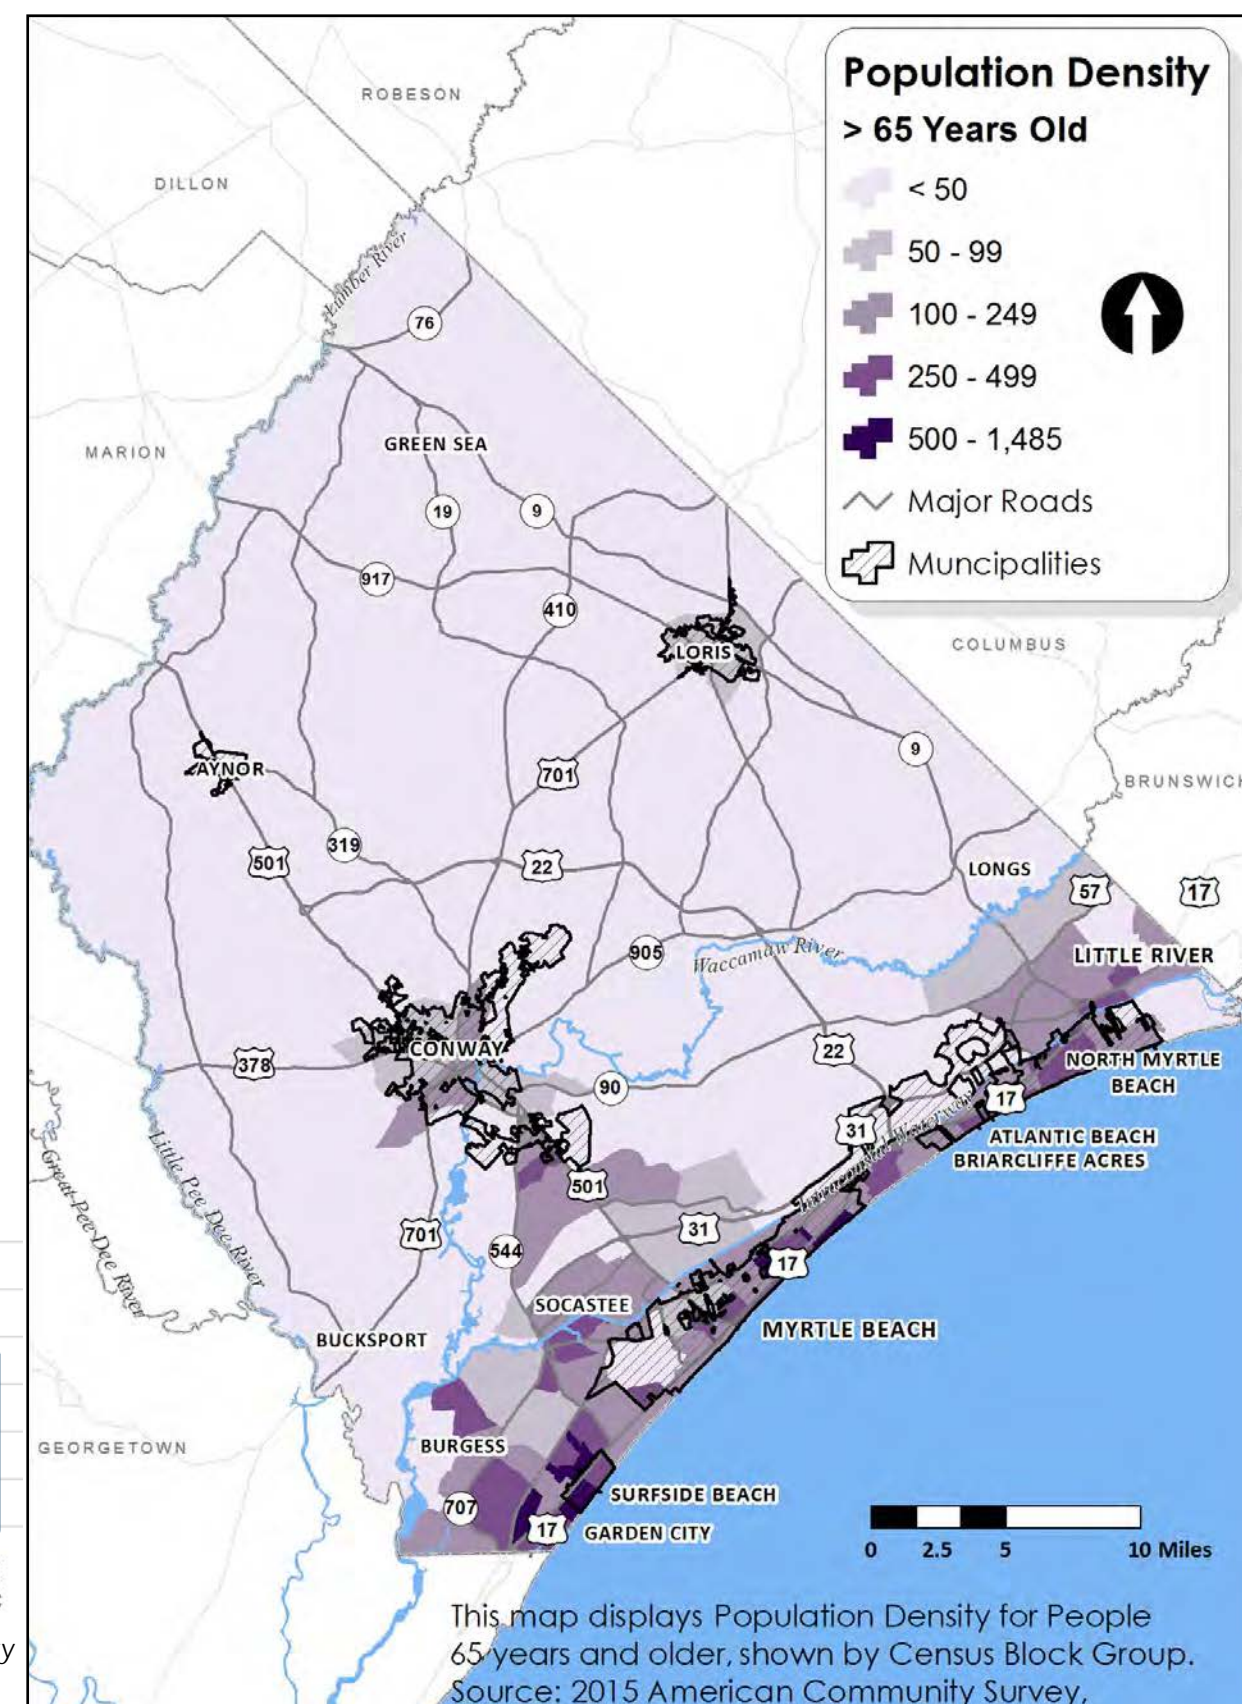 Population Density
> 65 Years Old
< 50
50 - 99
100 - 249
250 - 499
500 - 1,485
Major Roads
Muncipalities
ROBESON
DILLON
Lumber River
76
MARION
GREEN SEA
19
9
917
410
LORIS
COLUMBUS
9
AYNOR
701
BRUNSWICK
319
501
22
LONGS
57
17
905
Waccamaw River
LITTLE RIVER
CONWAY
378
22
NORTH MYRTLE
BEACH
90
17
31
Intracoastal Waterway
ATLANTIC BEACH
BRIARCLIFFE ACRES
Little Pee Dee River
Great Pee Dee River
501
701
31
544
17
SOCASTEE
MYRTLE BEACH
BUCKSPORT
GEORGETOWN
BURGESS
SURFSIDE BEACH
707
17
GARDEN CITY
0 2.5 5 10 Miles
This map displays Population Density for People
65 years and older, shown by Census Block Group.
Source: 2015 American Community Survey,